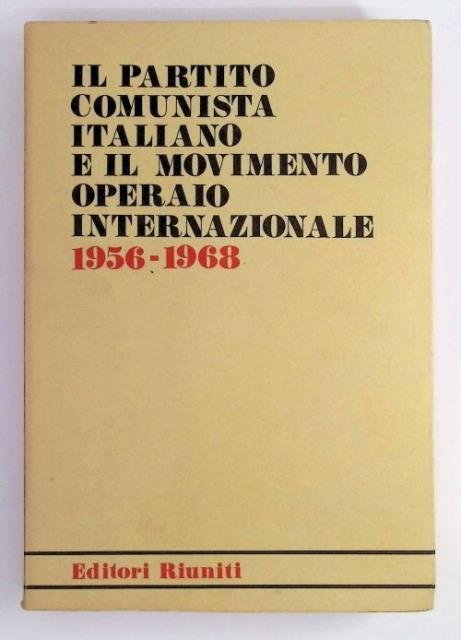 IL PARTITO
COMUNISTA
ITALIANO
E IL MOVIMENTO
OPERAIO
INTERNAZIONALE
1956-1968
Editori Riuniti